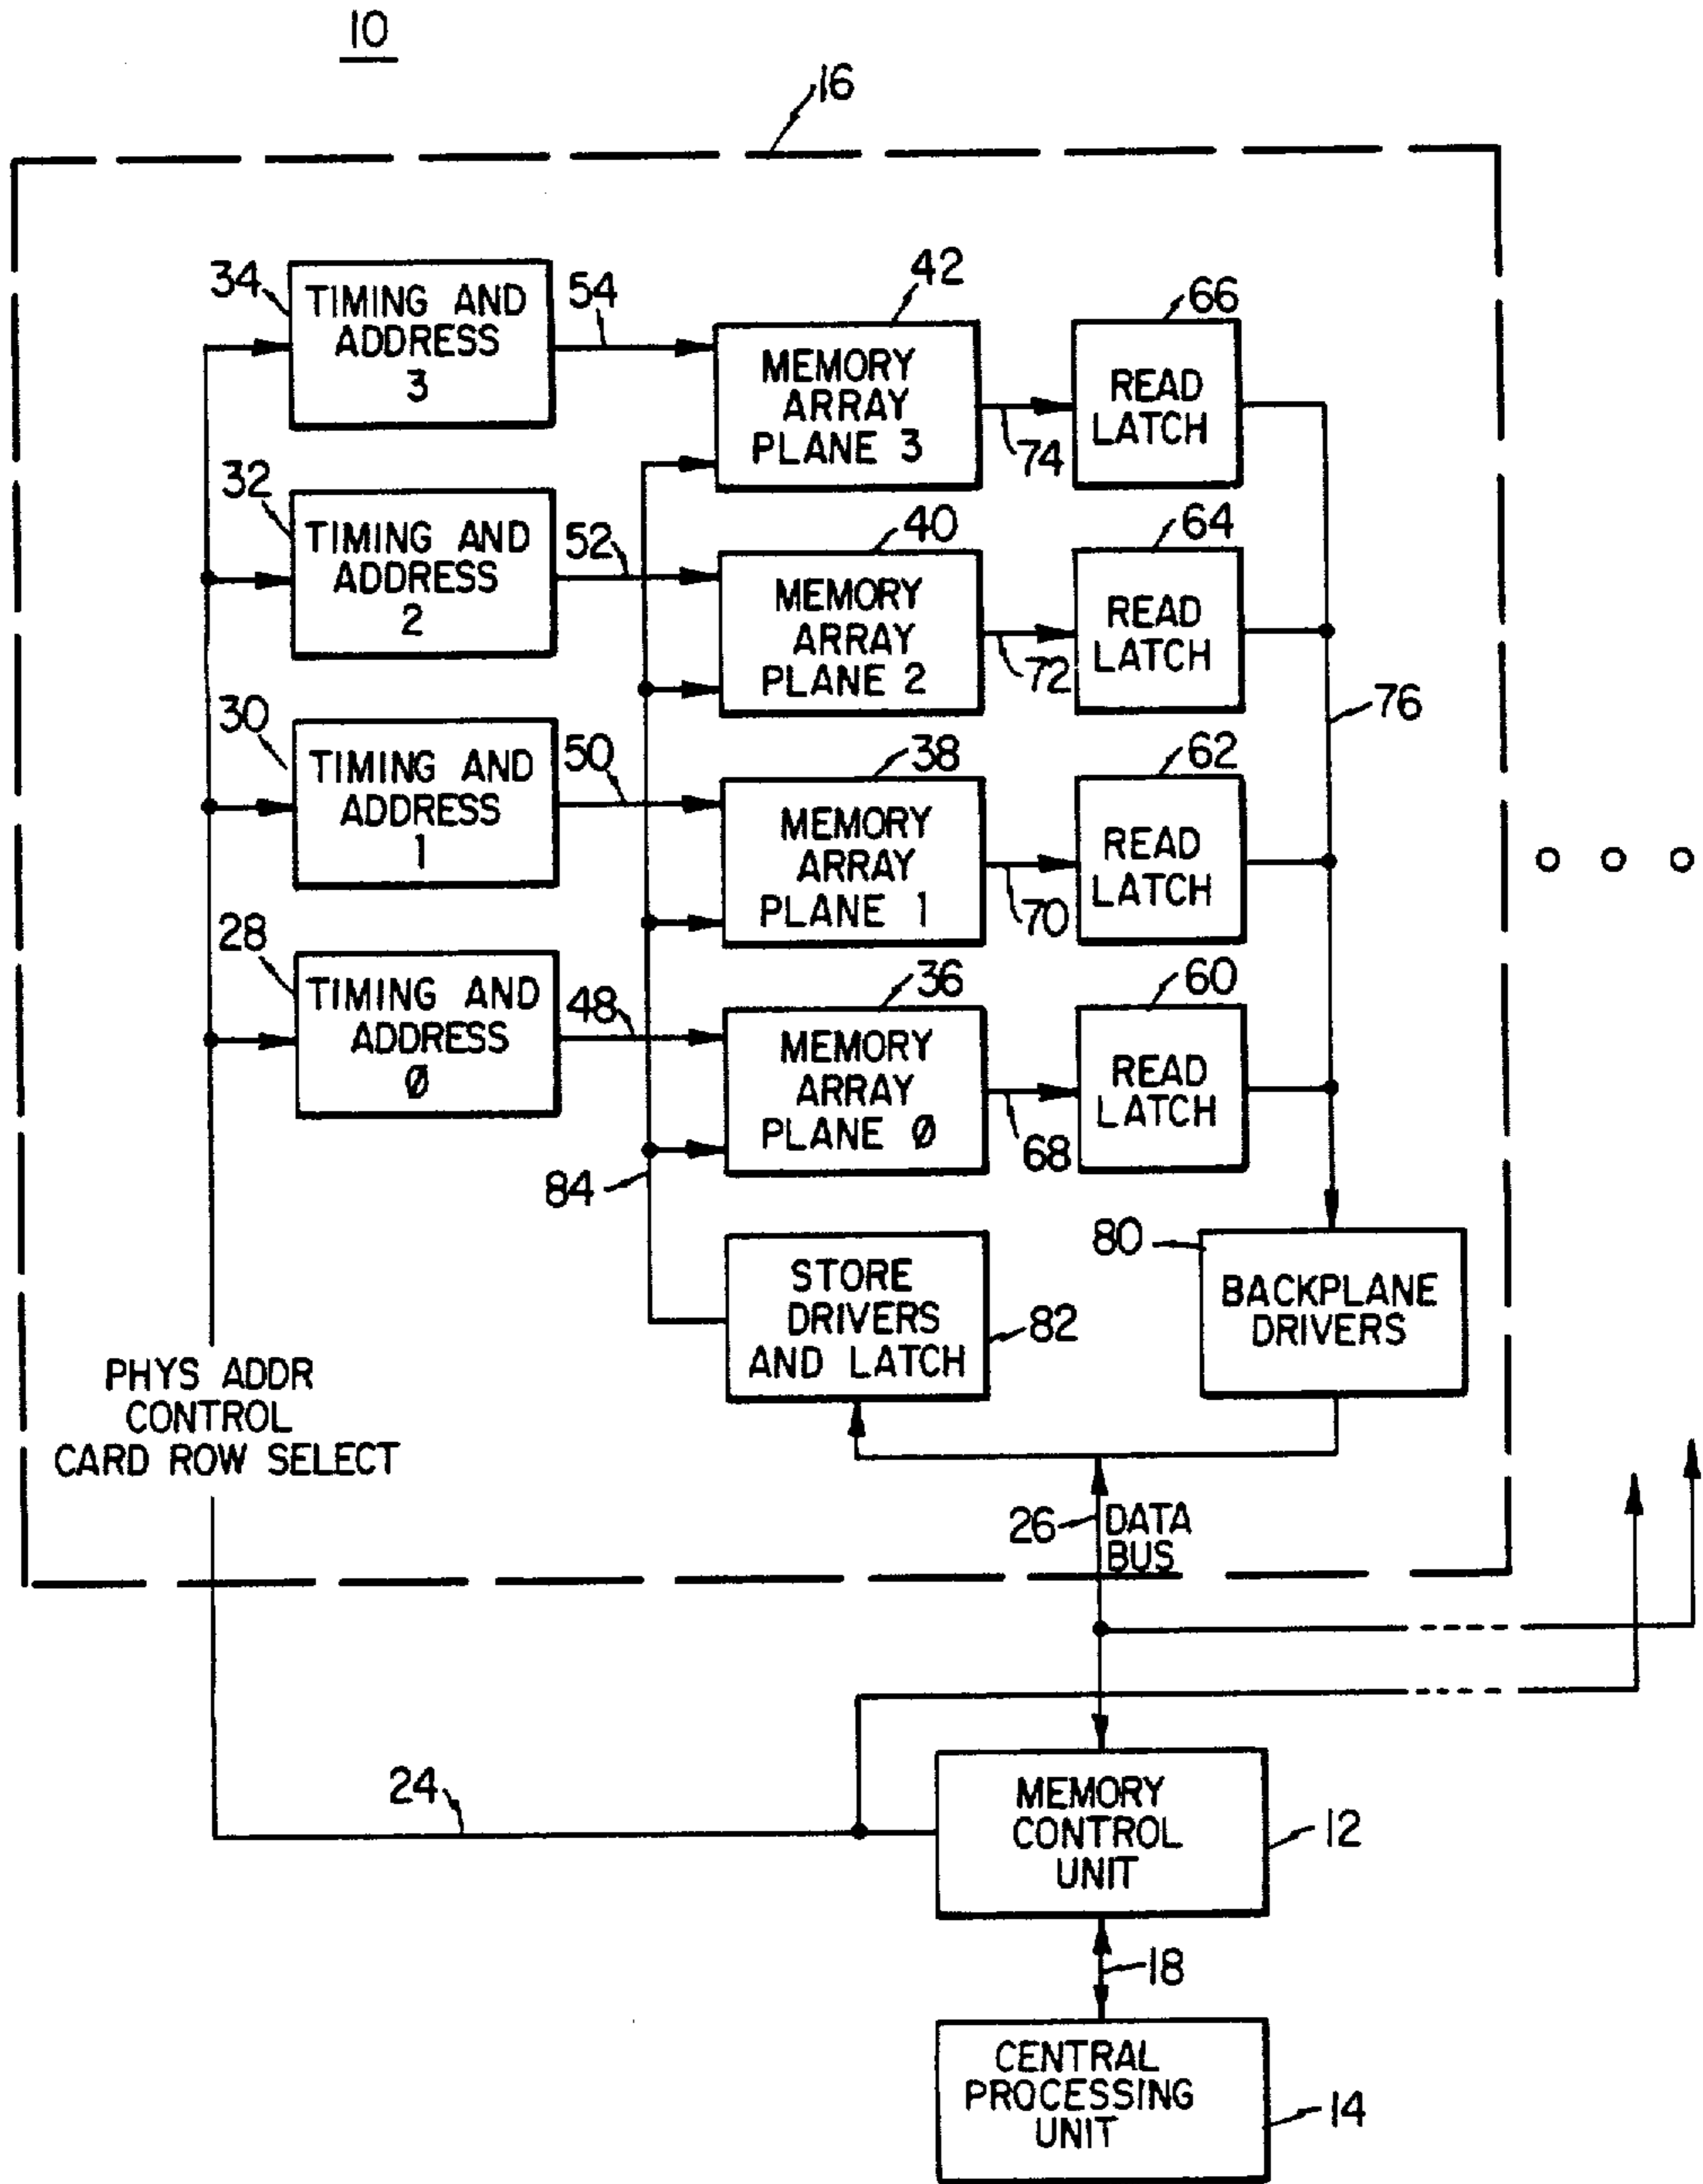 10
16
34
TIMING AND
ADDRESS
3
54
42
MEMORY
ARRAY
PLANE 3
74
66
READ
LATCH
32
TIMING AND
ADDRESS
2
52
40
MEMORY
ARRAY
PLANE 2
72
64
READ
LATCH
76
30
TIMING AND
ADDRESS
1
50
38
MEMORY
ARRAY
PLANE 1
70
62
READ
LATCH
28
TIMING AND
ADDRESS
Ø
48
36
MEMORY
ARRAY
PLANE Ø
68
60
READ
LATCH
84
STORE
DRIVERS
AND LATCH
82
80
BACKPLANE
DRIVERS
PHYS ADDR
CONTROL
CARD ROW SELECT
26
DATA
BUS
24
MEMORY
CONTROL
UNIT
12
18
CENTRAL
PROCESSING
UNIT
14